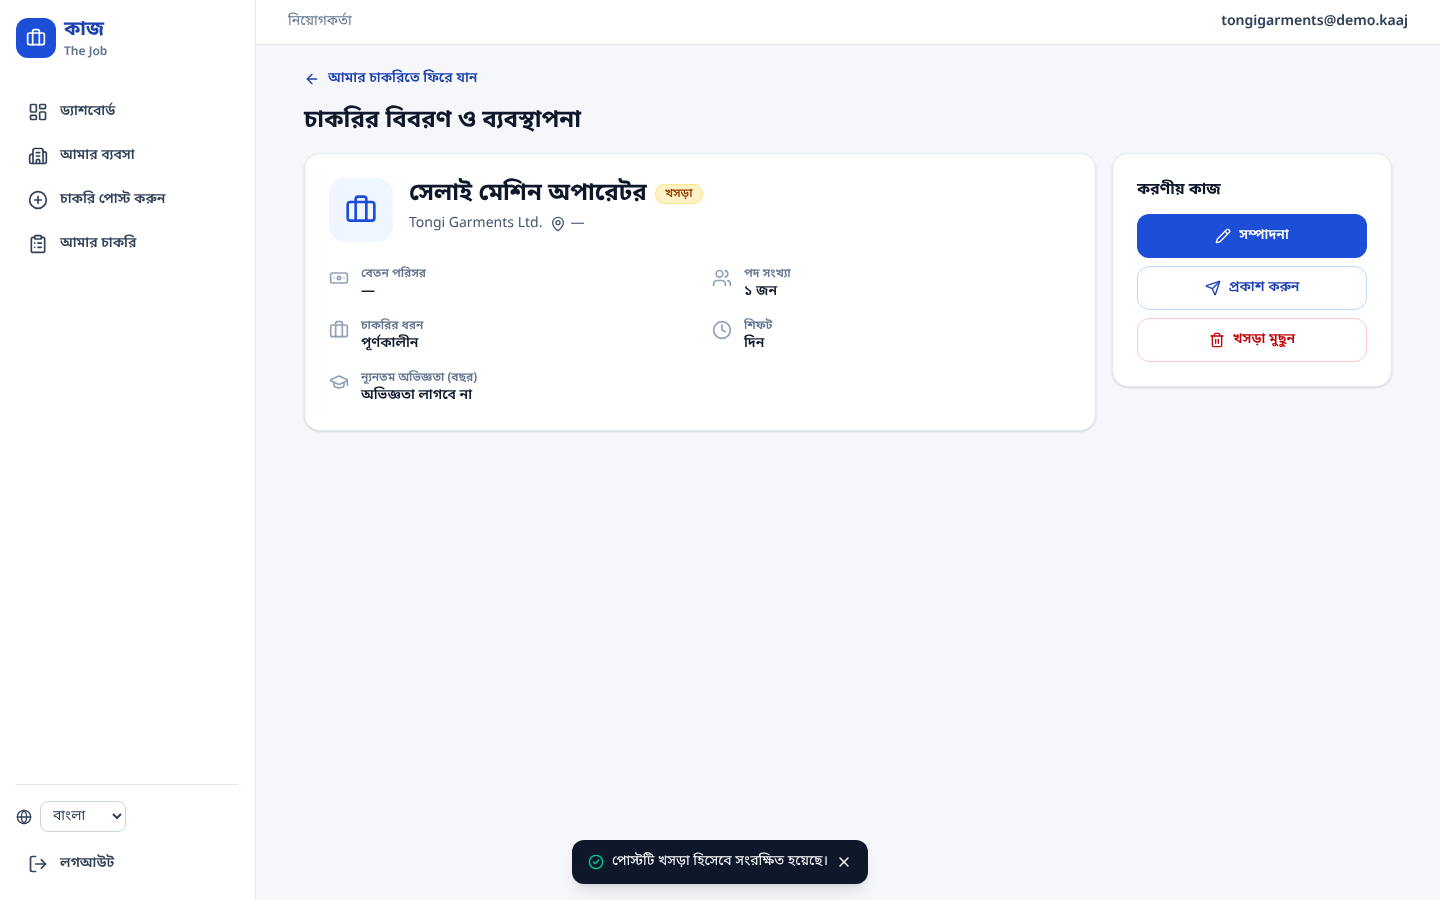 কাজ
The Job
ড্যাশবোর্ড
আমার ব্যবসা
চাকরি পোস্ট করুন
আমার চাকরি
বাংলা
লগআউট
নিয়োগকর্তা
tongigarments@demo.kaaj
আমার চাকরিতে ফিরে যান
চাকরির বিবরণ ও ব্যবস্থাপনা
সেলাই মেশিন অপারেটর খসড়া
Tongi Garments Ltd. —
বেতন পরিসর
—
পদ সংখ্যা
১ জন
চাকরির ধরন
পূর্ণকালীন
শিফট
দিন
ন্যূনতম অভিজ্ঞতা (বছর)
অভিজ্ঞতা লাগবে না
করণীয় কাজ
সম্পাদনা
প্রকাশ করুন
খসড়া মুছুন
পোস্টটি খসড়া হিসেবে সংরক্ষিত হয়েছে।